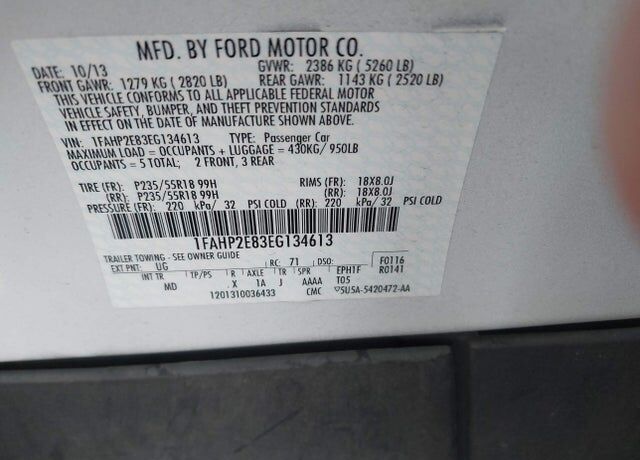 MFD. BY FORD MOTOR CO.
DATE: 10/13 GVWR: 2386 KG ( 5260 LB)
FRONT GAWR: 1279 KG ( 2820 LB) REAR GAWR: 1143 KG ( 2520 LB)
THIS VEHICLE CONFORMS TO ALL APPLICABLE FEDERAL MOTOR
VEHICLE SAFETY, BUMPER, AND THEFT PREVENTION STANDARDS
IN EFFECT ON THE DATE OF MANUFACTURE SHOWN ABOVE.
VIN: 1FAHP2E83EG134613 TYPE: Passenger Car
MAXIMUM LOAD = OCCUPANTS + LUGGAGE = 430KG/ 950LB
OCCUPANTS = 5 TOTAL; 2 FRONT, 3 REAR
TIRE (FR): P235/55R18 99H RIMS (FR): 18X8.0J
(RR): P235/55R18 99H (RR): 18X8.0J
PRESSURE (FR): 220 kPa/ 32 PSI COLD (RR): 220 kPa/ 32 PSI COLD
1FAHP2E83EG134613
TRAILER TOWING - SEE OWNER GUIDE F0116
EXT PNT: UG RC: 71 DSO: R0141
INT TR TP/PS R AXLE TR SPR EPH1F
MD X 1A J AAAA T05
1201310036433 CMC ▽5U5A-5420472-AA